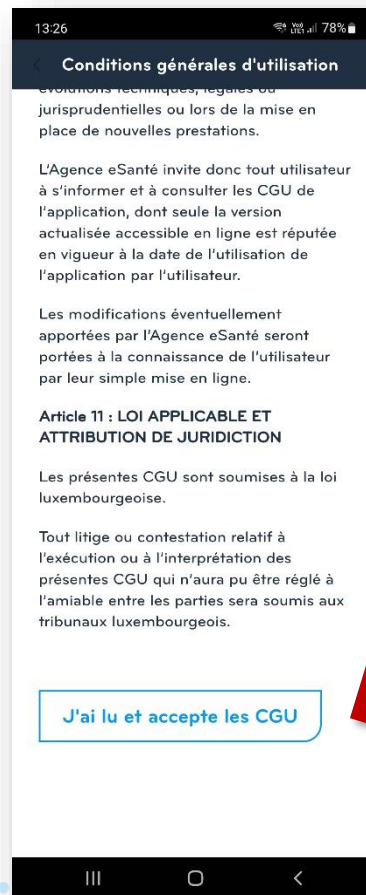 13:26
Vo)) LTE1 78%
Conditions générales d'utilisation
évolutions techniques, légales ou
jurisprudentielles ou lors de la mise en
place de nouvelles prestations.
L'Agence eSanté invite donc tout utilisateur
à s'informer et à consulter les CGU de
l'application, dont seule la version
actualisée accessible en ligne est réputée
en vigueur à la date de l'utilisation de
l'application par l'utilisateur.
Les modifications éventuellement
apportées par l'Agence eSanté seront
portées à la connaissance de l'utilisateur
par leur simple mise en ligne.
Article 11 : LOI APPLICABLE ET
ATTRIBUTION DE JURIDICTION
Les présentes CGU sont soumises à la loi
luxembourgeoise.
Tout litige ou contestation relatif à
l'exécution ou à l'interprétation des
présentes CGU qui n'aura pu être réglé à
l'amiable entre les parties sera soumis aux
tribunaux luxembourgeois.
J'ai lu et accepte les CGU